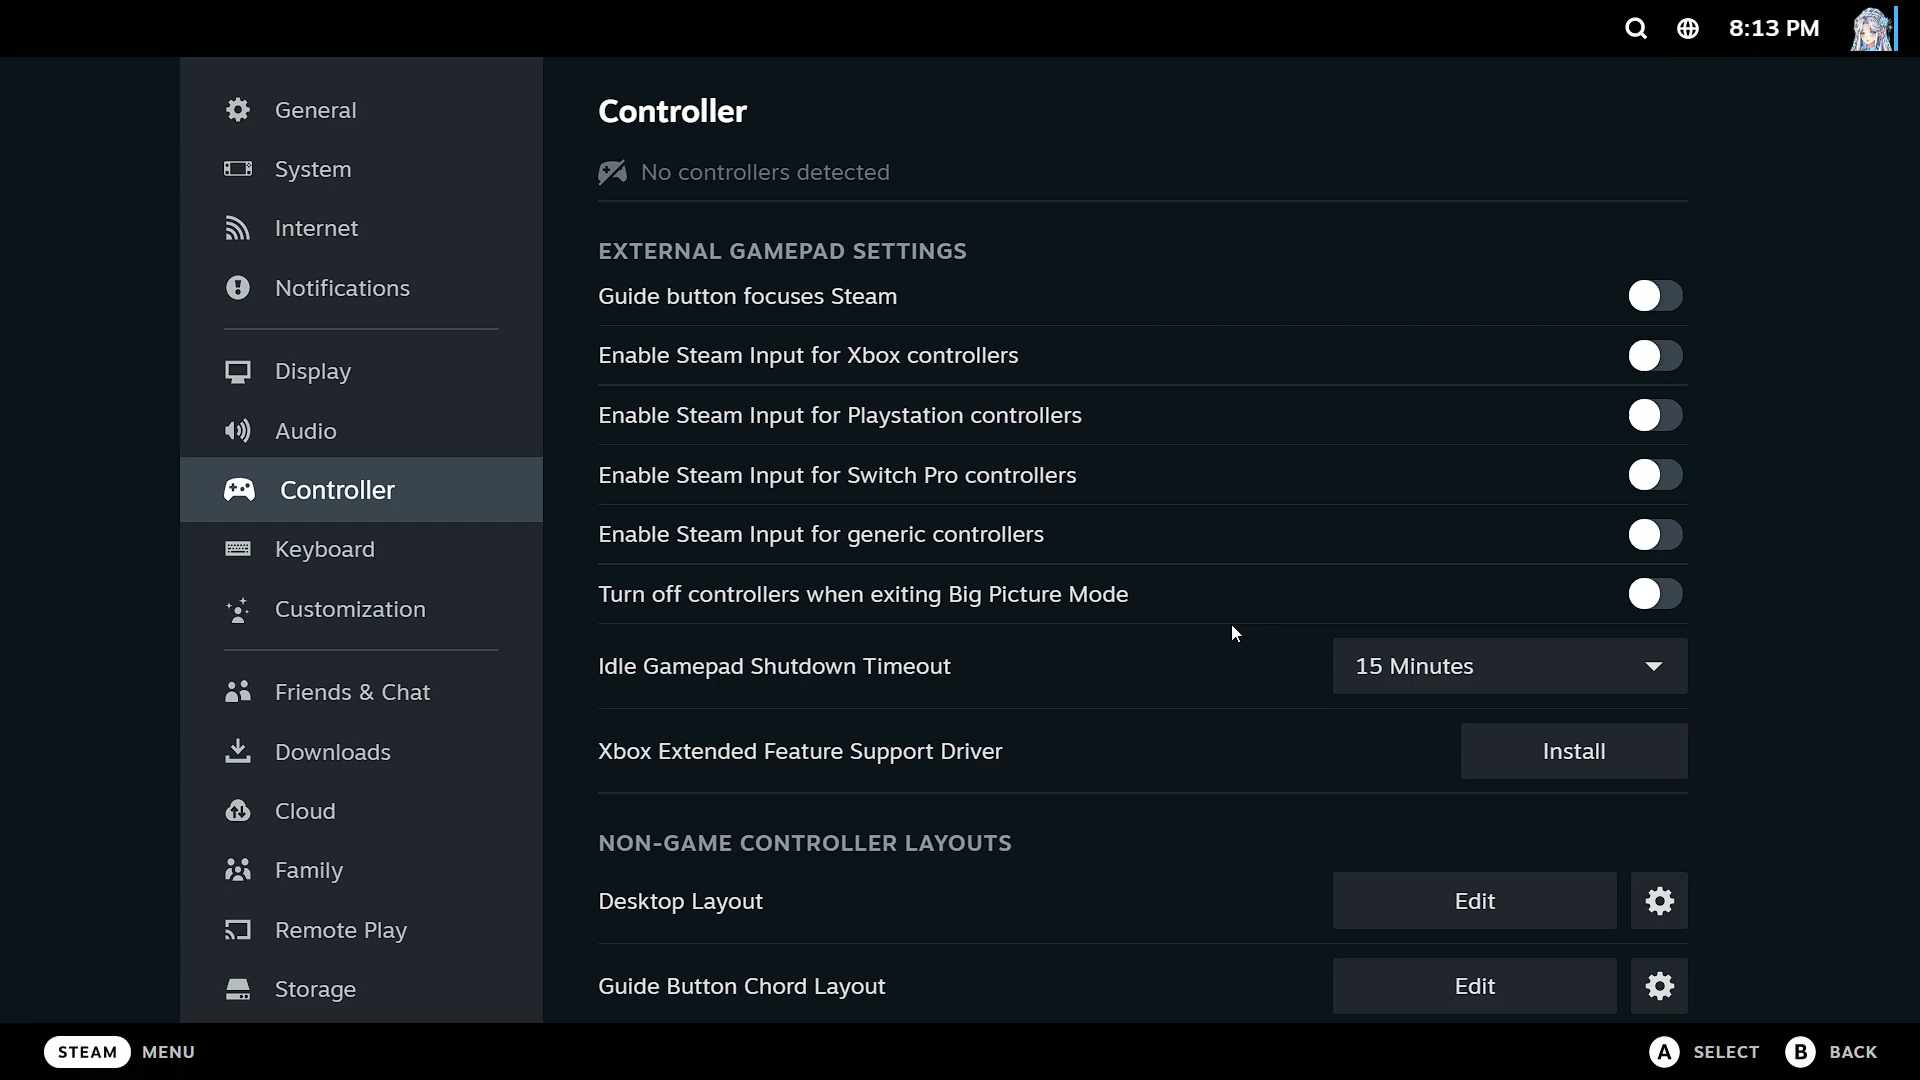 8:13 PM
General
System
Internet
Notifications
Display
Audio
Controller
Keyboard
Customization
Friends & Chat
Downloads
Cloud
Family
Remote Play
Storage
Controller
No controllers detected
EXTERNAL GAMEPAD SETTINGS
Guide button focuses Steam
Enable Steam Input for Xbox controllers
Enable Steam Input for Playstation controllers
Enable Steam Input for Switch Pro controllers
Enable Steam Input for generic controllers
Turn off controllers when exiting Big Picture Mode
Idle Gamepad Shutdown Timeout 15 Minutes
Xbox Extended Feature Support Driver Install
NON-GAME CONTROLLER LAYOUTS
Desktop Layout Edit
Guide Button Chord Layout Edit
STEAM MENU A SELECT B BACK